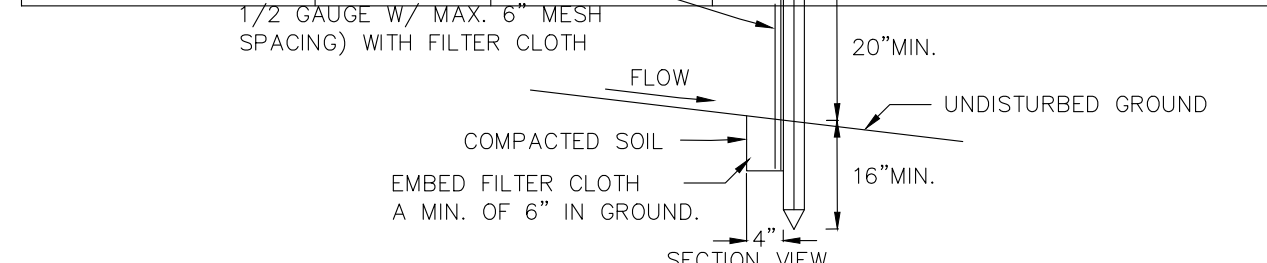 1/2 GAUGE W/ MAX. 6" MESH
SPACING) WITH FILTER CLOTH
20"MIN.
FLOW
UNDISTURBED GROUND
COMPACTED SOIL
EMBED FILTER CLOTH
A MIN. OF 6" IN GROUND.
16"MIN.
4"
SECTION VIEW